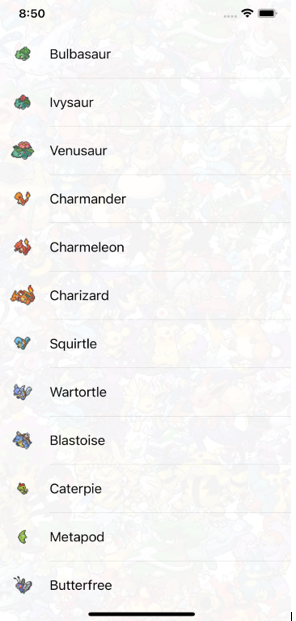 8:50
Bulbasaur
Ivysaur
Venusaur
Charmander
Charmeleon
Charizard
Squirtle
Wartortle
Blastoise
Caterpie
Metapod
Butterfree